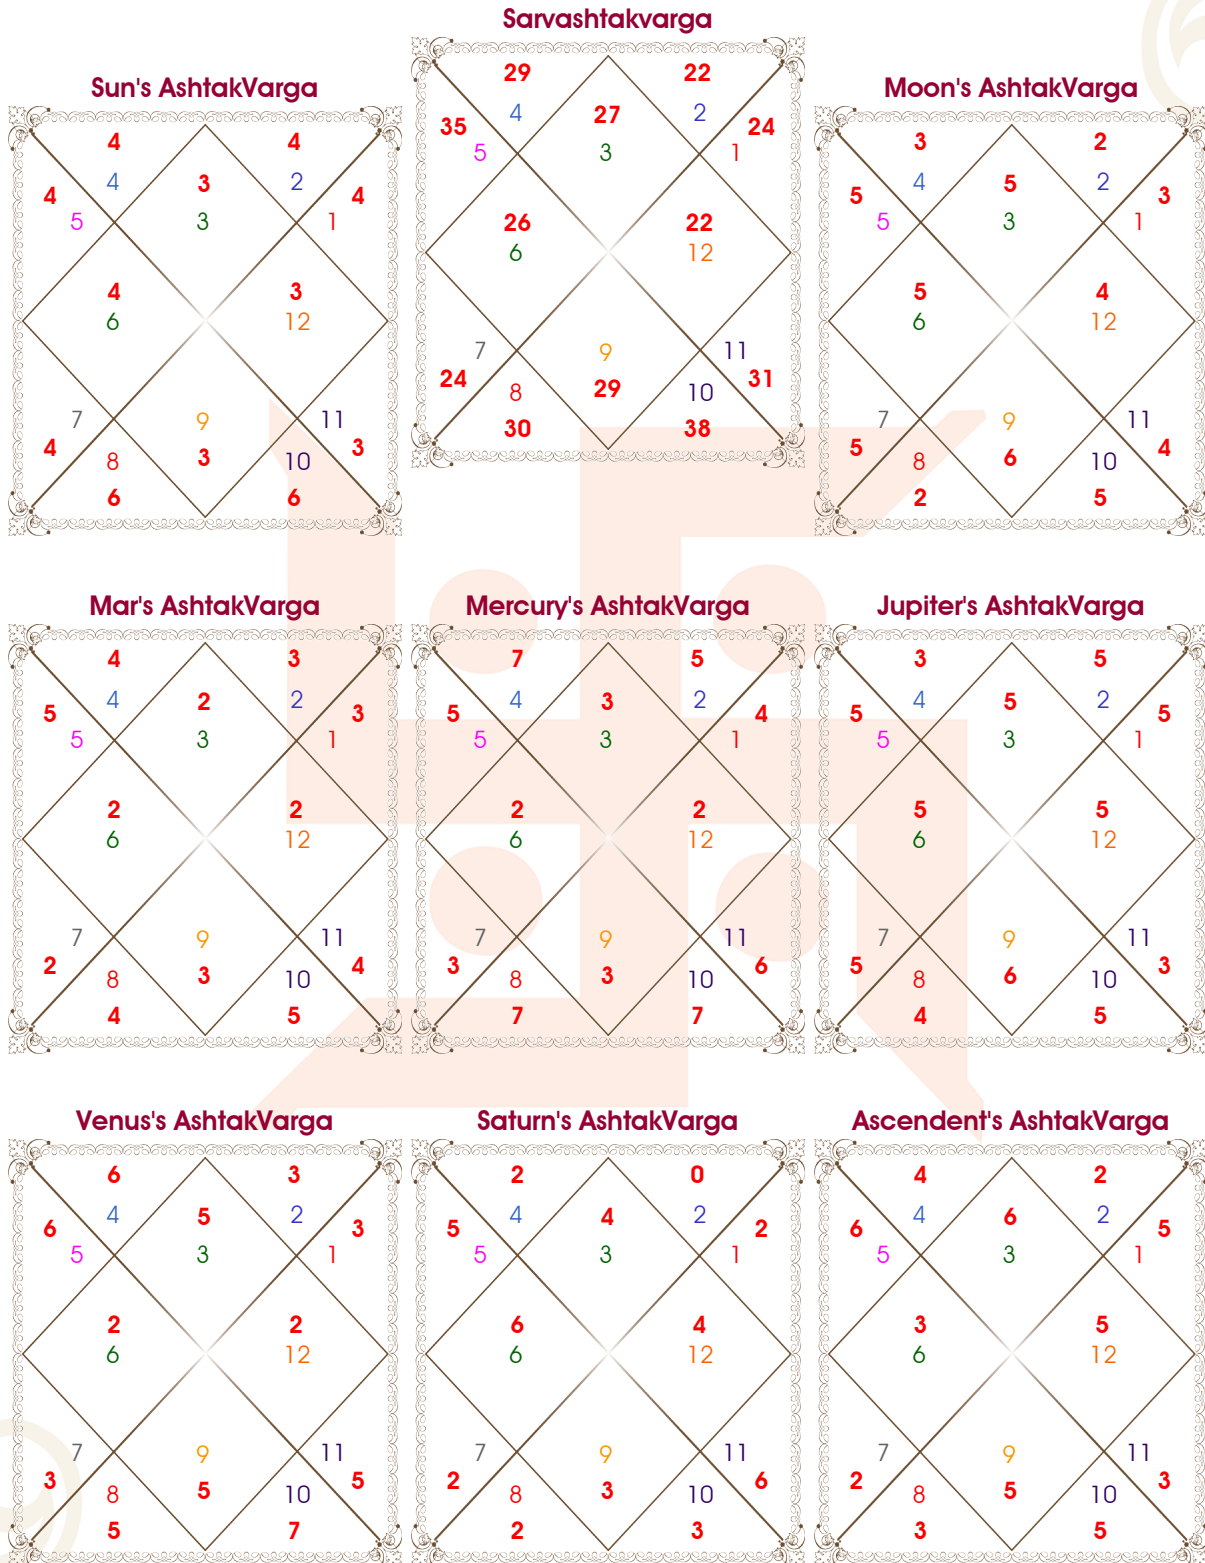 Sarvashtakvarga
29 22
4 27 2
35 24
5 3 1
26 22
6 12
7 9 11
24 29 31
8 10
30 38
Sun's AshtakVarga
4 4
4 3 2
4 4
5 3 1
4 3
6 12
7 9 11
4 3 3
8 10
6 6
Moon's AshtakVarga
3 2
4 5 2
5 3
5 3 1
5 4
6 12
7 9 11
5 6 4
8 10
2 5
Mar's AshtakVarga
4 3
4 2 2
5 3
5 3 1
2 2
6 12
7 9 11
2 3 4
8 10
4 5
Mercury's AshtakVarga
7 5
4 3 2
5 4
5 3 1
2 2
6 12
7 9 11
3 3 6
8 10
7 7
Jupiter's AshtakVarga
3 5
4 5 2
5 5
5 3 1
5 5
6 12
7 9 11
5 6 3
8 10
4 5
Venus's AshtakVarga
6 3
4 5 2
6 3
5 3 1
2 2
6 12
7 9 11
3 5 5
8 10
5 7
Saturn's AshtakVarga
2 0
4 4 2
5 2
5 3 1
6 4
6 12
7 9 11
2 3 6
8 10
2 3
Ascendent's AshtakVarga
4 2
4 6 2
6 5
5 3 1
3 5
6 12
7 9 11
2 5 3
8 10
3 5